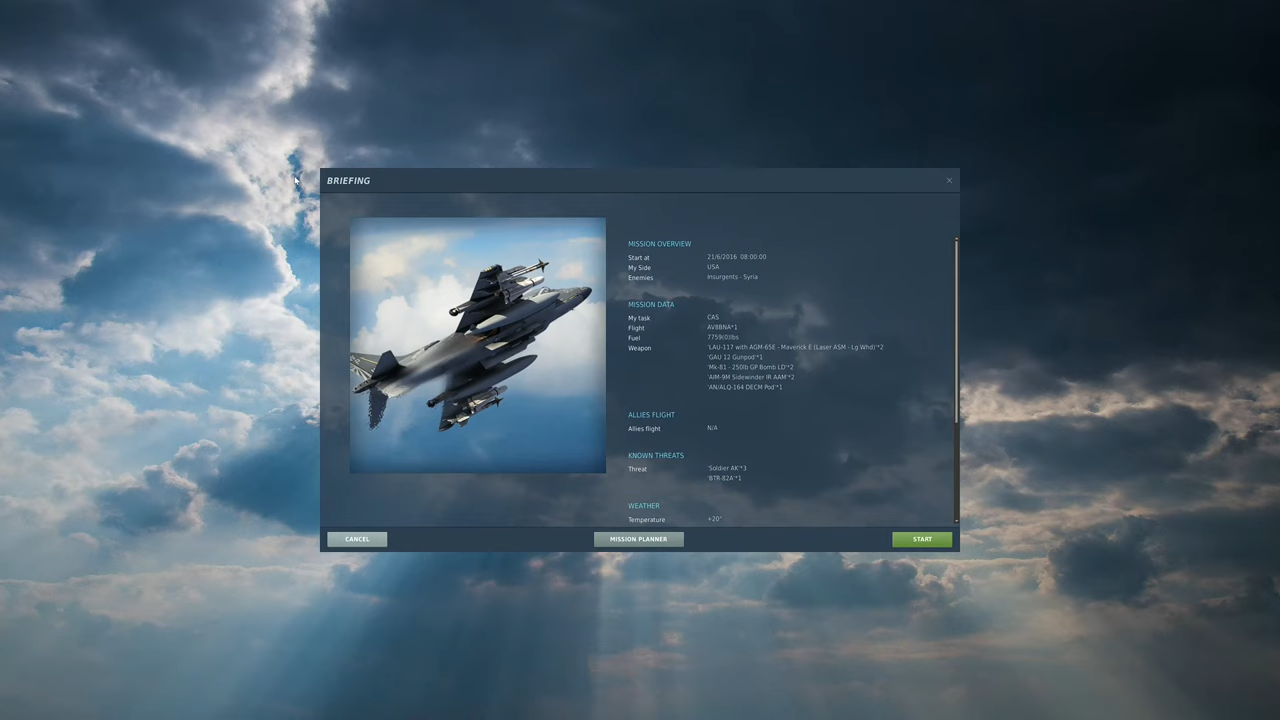 BRIEFING
MISSION OVERVIEW
Start at 21/6/2016 08:00:00
My Side USA
Enemies Insurgents - Syria
MISSION DATA
My task CAS
Flight AV8BNA*1
Fuel 7759(0)lbs
Weapon 'LAU-117 with AGM-65E - Maverick E (Laser ASM - Lg Whd)'*2
'GAU 12 Gunpod'*1
'Mk-81 - 250lb GP Bomb LD'*2
'AIM-9M Sidewinder IR AAM'*2
'AN/ALQ-164 DECM Pod'*1
ALLIES FLIGHT
Allies flight N/A
KNOWN THREATS
Threat 'Soldier AK'*3
'BTR-82A'*1
WEATHER
Temperature +20°
CANCEL MISSION PLANNER START